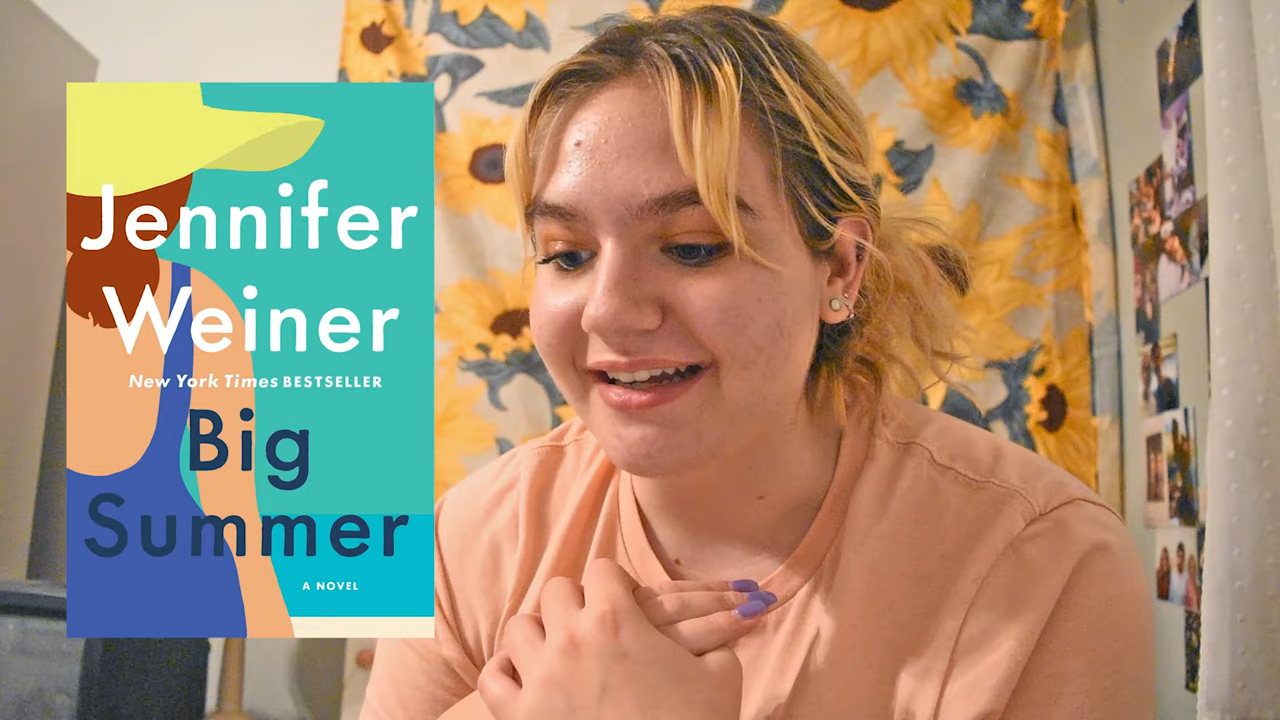 Jennifer
Weiner
New York Times BESTSELLER
Big
Summer
A NOVEL